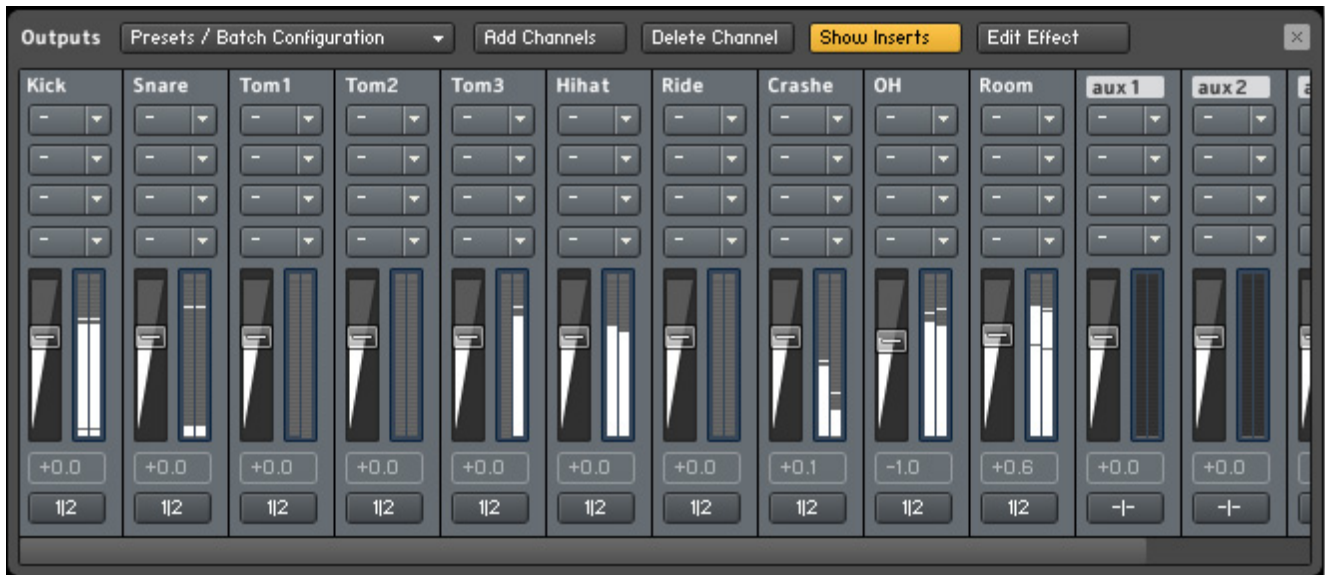 Outputs Presets / Batch Configuration Add Channels Delete Channel Show Inserts Edit Effect
Kick Snare Tom1 Tom2 Tom3 Hihat Ride Crashe OH Room aux1 aux2
- - - - - - - - - - - -
- - - - - - - - - - - -
- - - - - - - - - - - -
- - - - - - - - - - - -
+0.0 +0.0 +0.0 +0.0 +0.0 +0.0 +0.0 +0.1 -1.0 +0.6 +0.0 +0.0
1|2 1|2 1|2 1|2 1|2 1|2 1|2 1|2 1|2 1|2 -|- -|-